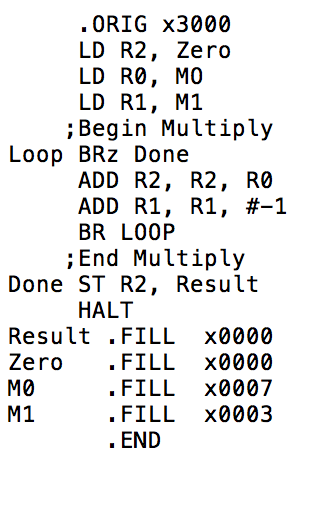 .ORIG x3000
LD R2, Zero
LD R0, M0
LD R1, M1
;Begin Multiply
Loop BRz Done
ADD R2, R2, R0
ADD R1, R1, #-1
BR LOOP
;End Multiply
Done ST R2, Result
HALT
Result .FILL x0000
Zero .FILL x0000
M0 .FILL x0007
M1 .FILL x0003
.END